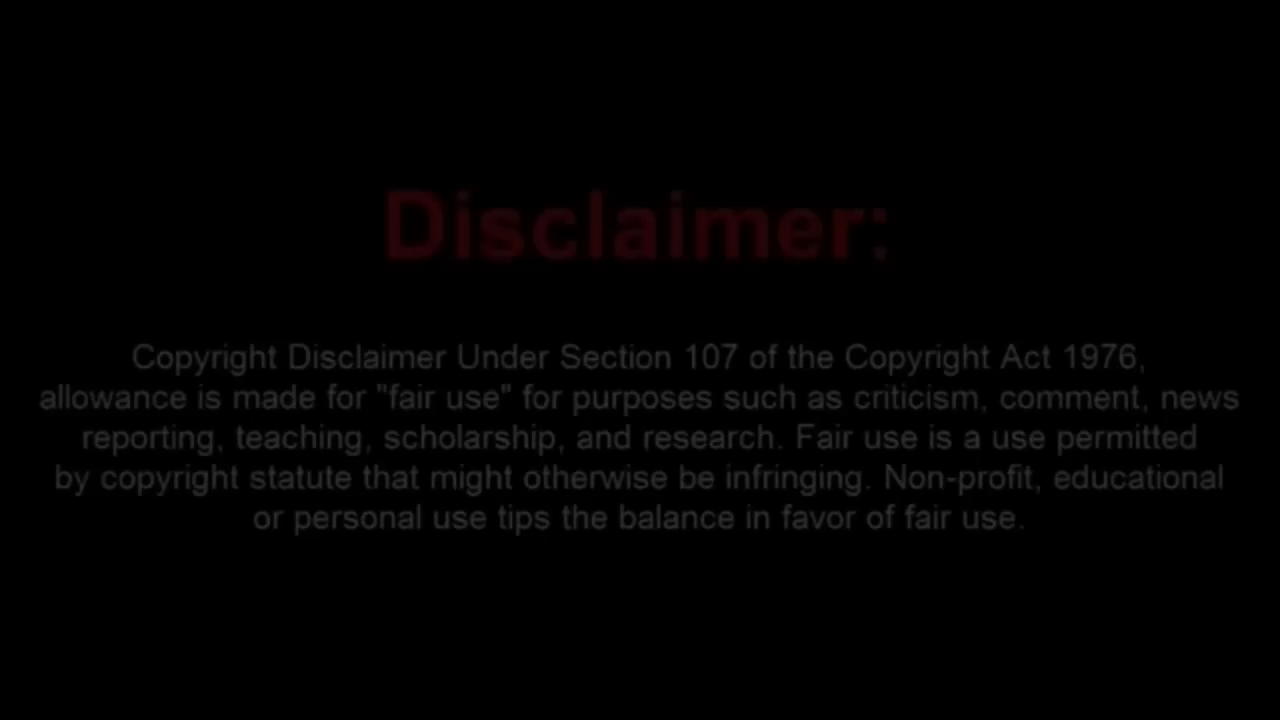 Disclaimer:
Copyright Disclaimer Under Section 107 of the Copyright Act 1976,
allowance is made for "fair use" for purposes such as criticism, comment, news
reporting, teaching, scholarship, and research. Fair use is a use permitted
by copyright statute that might otherwise be infringing. Non-profit, educational
or personal use tips the balance in favor of fair use.